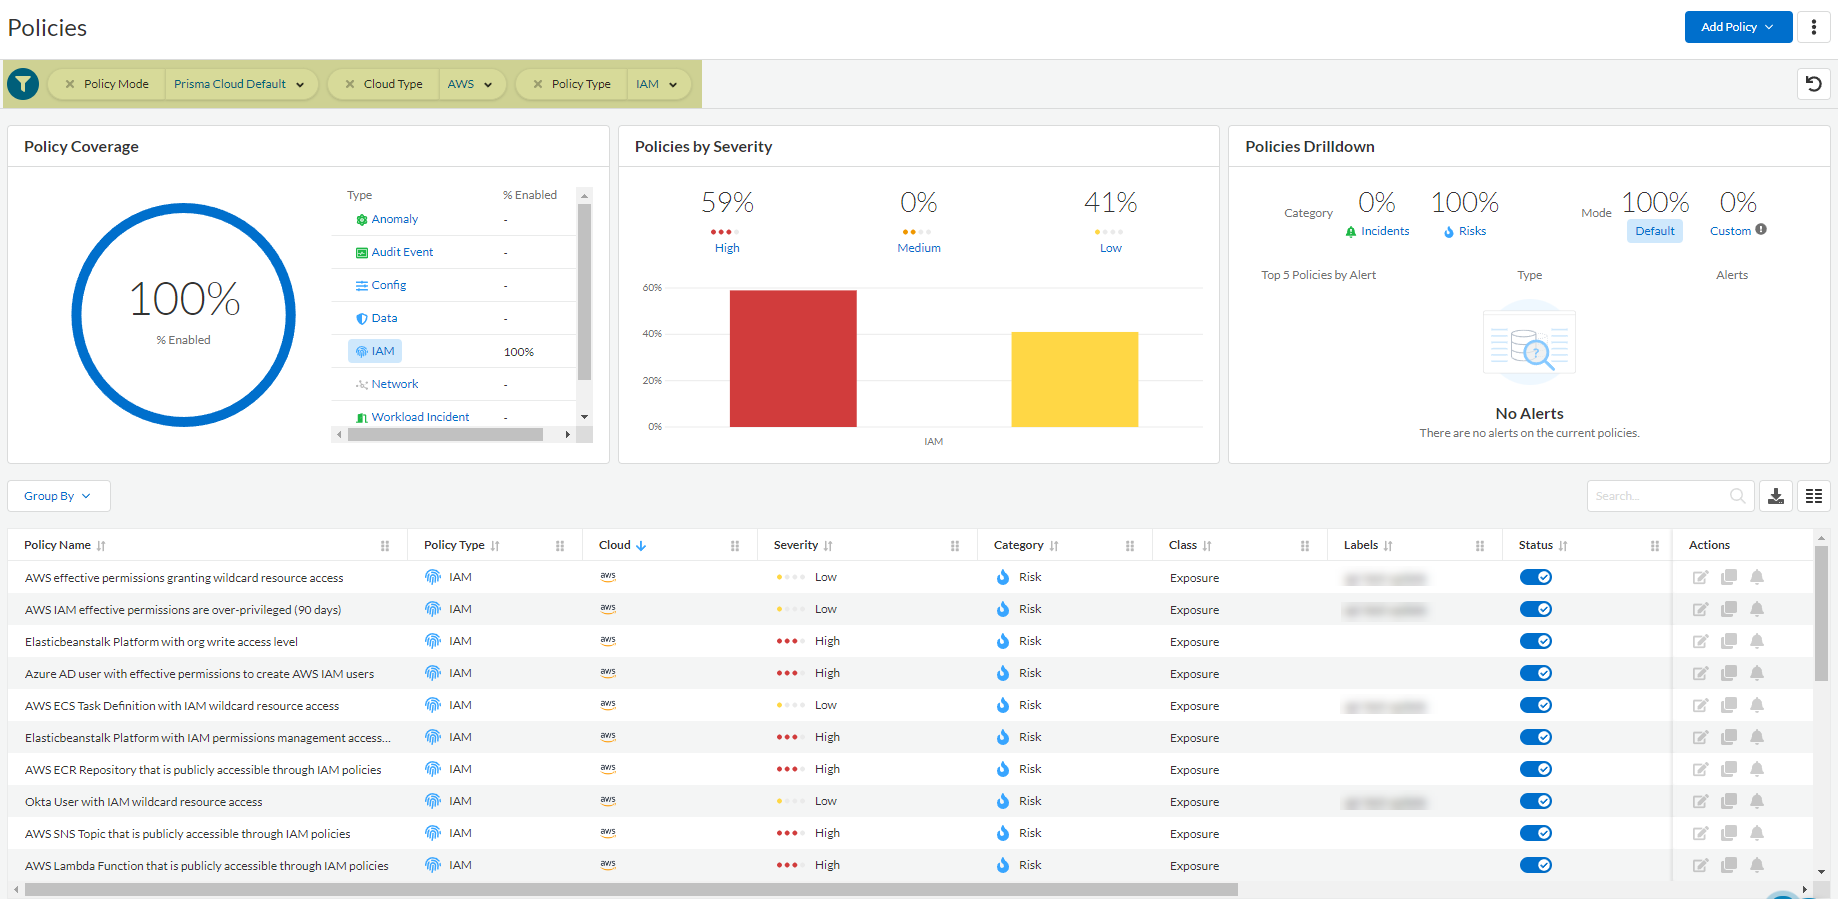 Policies
Add Policy
Policy Mode Prisma Cloud Default Cloud Type AWS Policy Type IAM
Policy Coverage
Type % Enabled
Anomaly -
Audit Event -
Config -
Data -
IAM 100%
Network -
Workload Incident -
100%
% Enabled
Policies by Severity
59% 0% 41%
High Medium Low
60%
40%
20%
0%
IAM
Policies Drilldown
Category 0% Incidents 100% Risks Mode 100% Default 0% Custom
Top 5 Policies by Alert Type Alerts
No Alerts
There are no alerts on the current policies.
Group By
Search...
Policy Name Policy Type Cloud Severity Category Class Labels Status Actions
AWS effective permissions granting wildcard resource access IAM aws Low Risk Exposure
AWS IAM effective permissions are over-privileged (90 days) IAM aws Low Risk Exposure
Elasticbeanstalk Platform with org write access level IAM aws High Risk Exposure
Azure AD user with effective permissions to create AWS IAM users IAM aws High Risk Exposure
AWS ECS Task Definition with IAM wildcard resource access IAM aws Low Risk Exposure
Elasticbeanstalk Platform with IAM permissions management access... IAM aws High Risk Exposure
AWS ECR Repository that is publicly accessible through IAM policies IAM aws High Risk Exposure
Okta User with IAM wildcard resource access IAM aws Low Risk Exposure
AWS SNS Topic that is publicly accessible through IAM policies IAM aws High Risk Exposure
AWS Lambda Function that is publicly accessible through IAM policies IAM aws High Risk Exposure